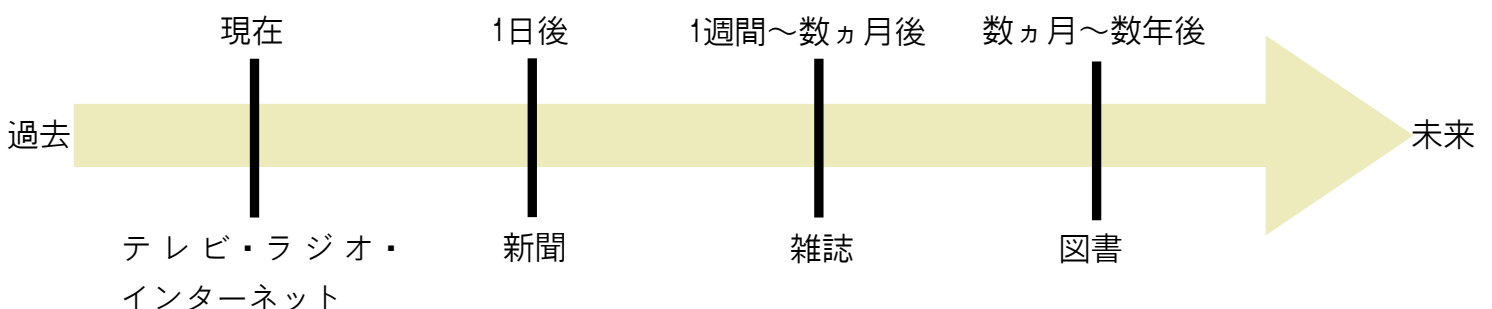 現在
1日後
1週間～数ヵ月後
数ヵ月～数年後
過去
未来
テレビ・ラジオ・
インターネット
新聞
雑誌
図書